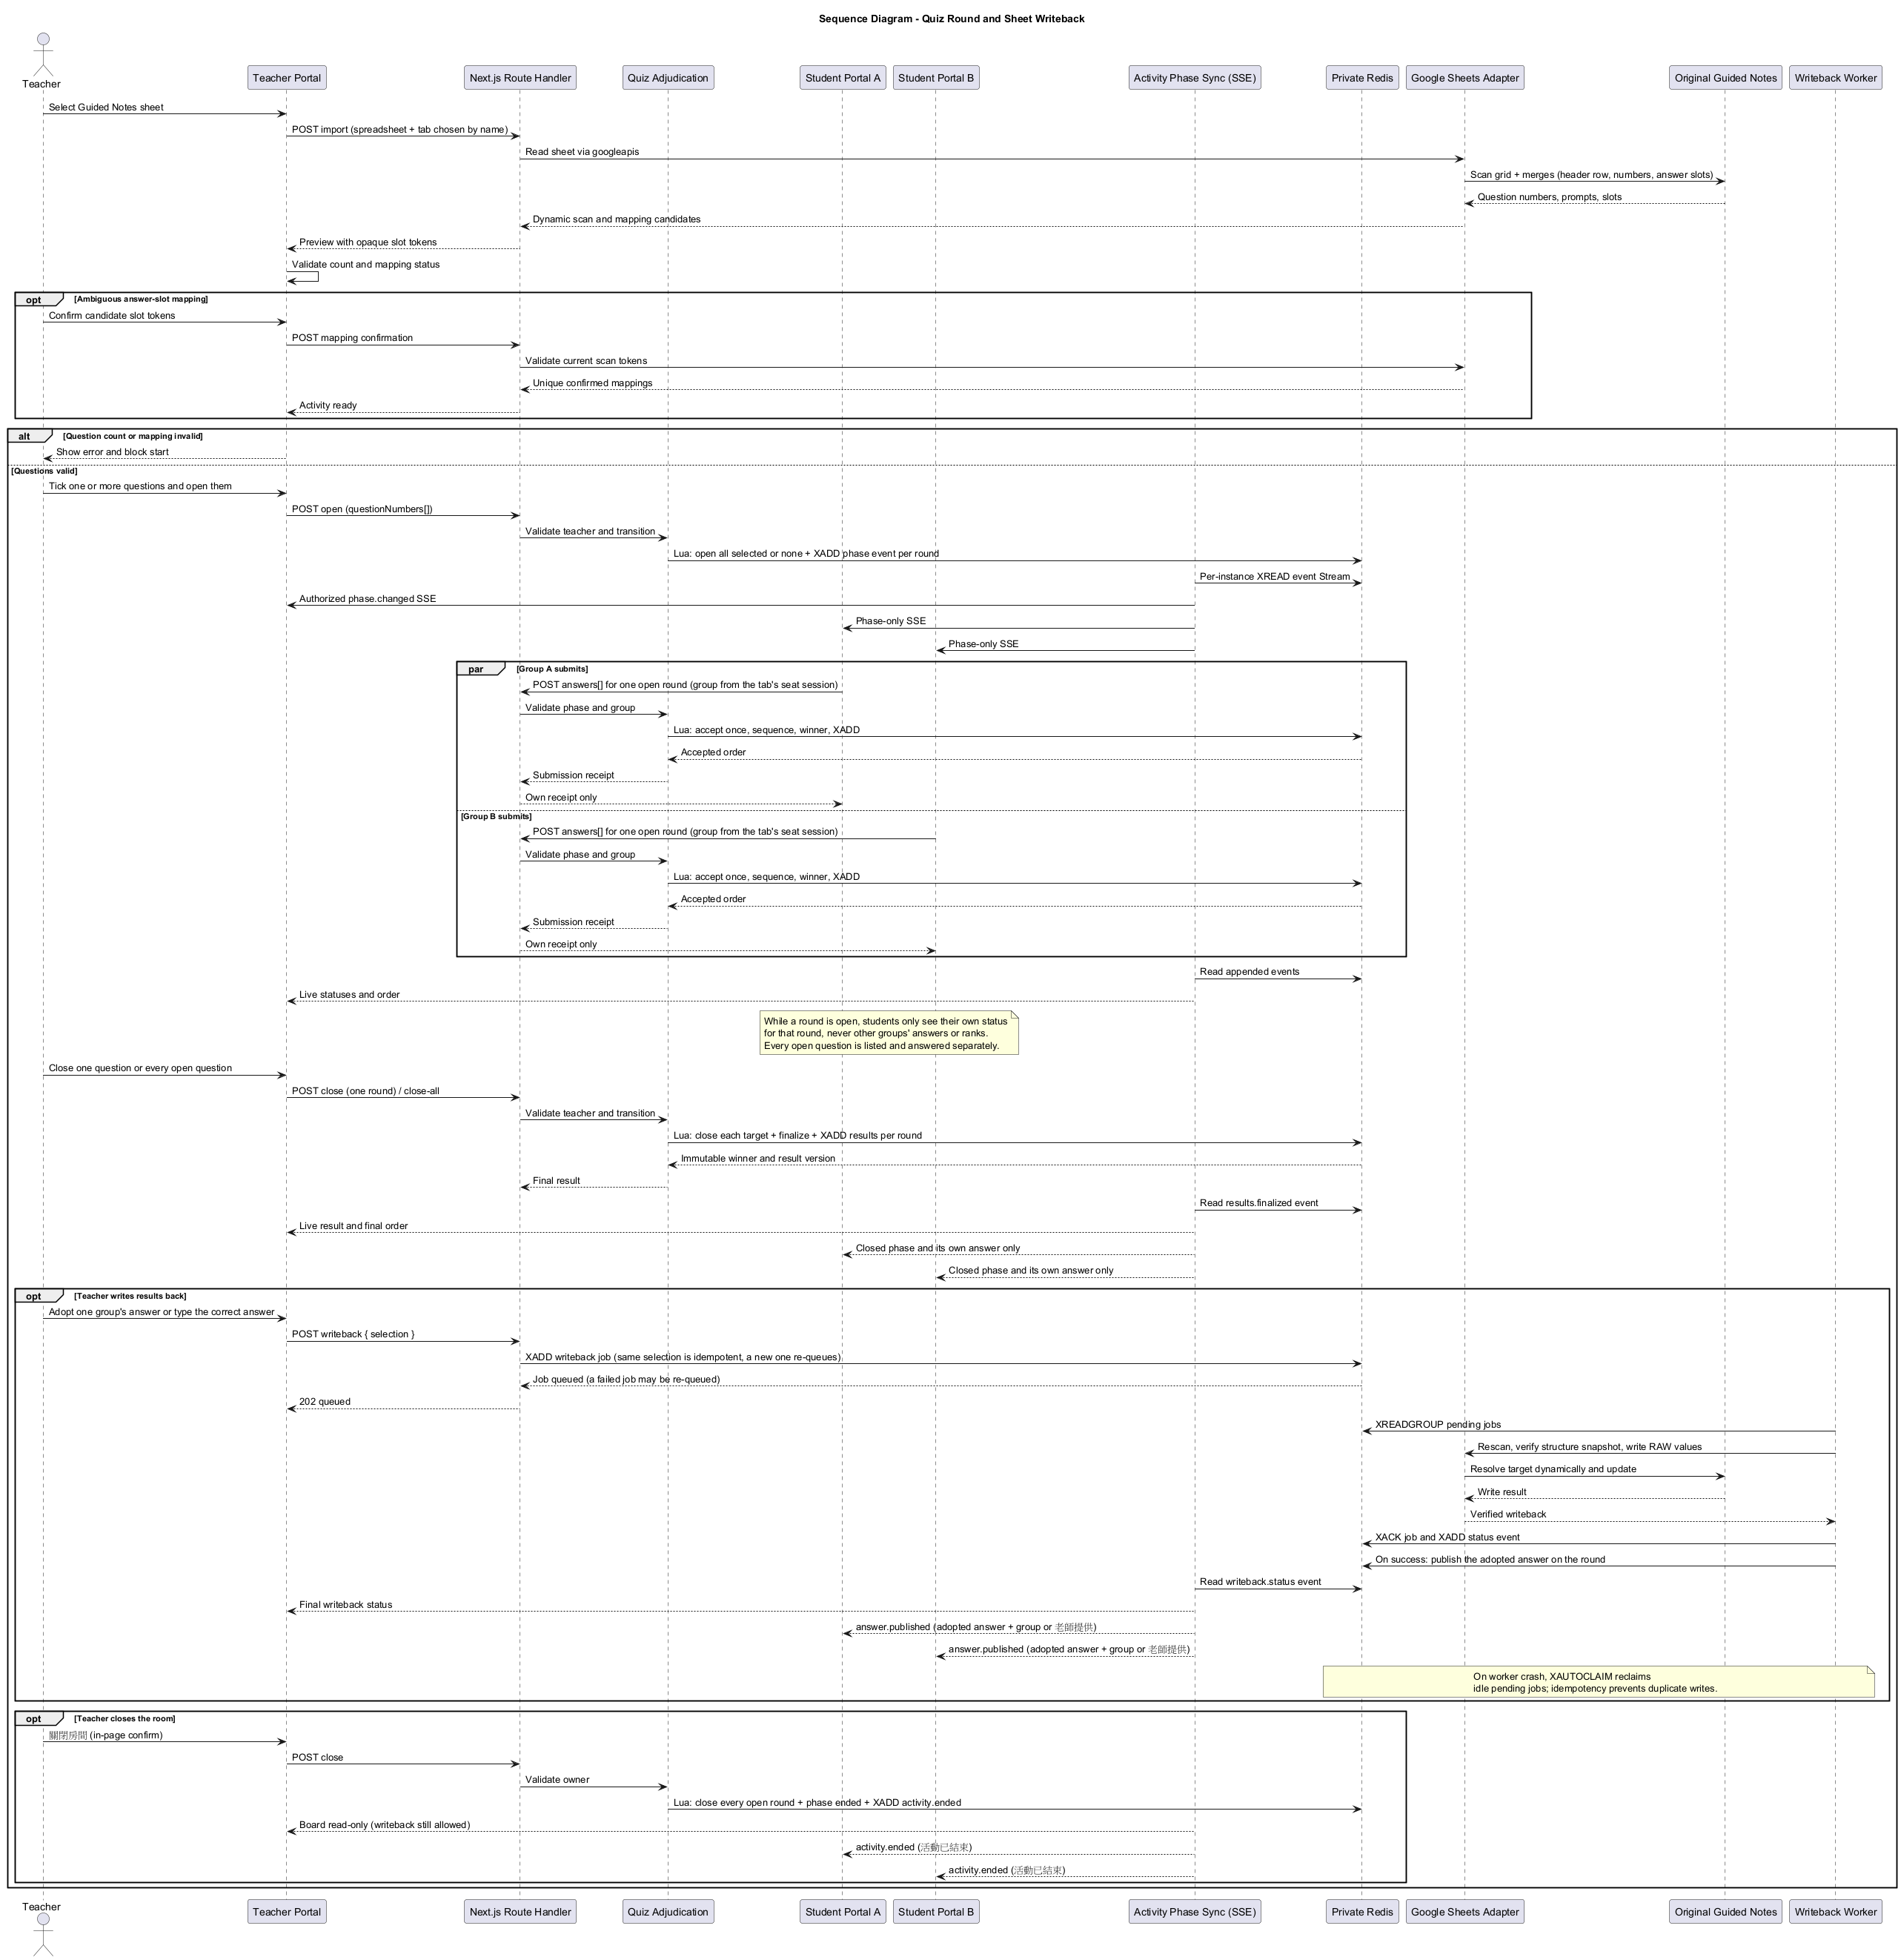 Sequence Diagram - Quiz Round and Sheet Writeback
Teacher
Teacher Portal
Next.js Route Handler
Quiz Adjudication
Student Portal A
Student Portal B
Activity Phase Sync (SSE)
Private Redis
Google Sheets Adapter
Original Guided Notes
Writeback Worker
Select Guided Notes sheet
POST import (spreadsheet + tab chosen by name)
Read sheet via googleapis
Scan grid + merges (header row, numbers, answer slots)
Question numbers, prompts, slots
Dynamic scan and mapping candidates
Preview with opaque slot tokens
Validate count and mapping status
opt [Ambiguous answer-slot mapping]
Confirm candidate slot tokens
POST mapping confirmation
Validate current scan tokens
Unique confirmed mappings
Activity ready
alt [Question count or mapping invalid]
Show error and block start
[Questions valid]
Tick one or more questions and open them
POST open (questionNumbers[])
Validate teacher and transition
Lua: open all selected or none + XADD phase event per round
Per-instance XREAD event Stream
Authorized phase.changed SSE
Phase-only SSE
Phase-only SSE
par [Group A submits]
POST answers[] for one open round (group from the tab's seat session)
Validate phase and group
Lua: accept once, sequence, winner, XADD
Accepted order
Submission receipt
Own receipt only
[Group B submits]
POST answers[] for one open round (group from the tab's seat session)
Validate phase and group
Lua: accept once, sequence, winner, XADD
Accepted order
Submission receipt
Own receipt only
Read appended events
Live statuses and order
While a round is open, students only see their own status
for that round, never other groups' answers or ranks.
Every open question is listed and answered separately.
Close one question or every open question
POST close (one round) / close-all
Validate teacher and transition
Lua: close each target + finalize + XADD results per round
Immutable winner and result version
Final result
Read results.finalized event
Live result and final order
Closed phase and its own answer only
Closed phase and its own answer only
opt [Teacher writes results back]
Adopt one group's answer or type the correct answer
POST writeback { selection }
XADD writeback job (same selection is idempotent, a new one re-queues)
Job queued (a failed job may be re-queued)
202 queued
XREADGROUP pending jobs
Rescan, verify structure snapshot, write RAW values
Resolve target dynamically and update
Write result
Verified writeback
XACK job and XADD status event
On success: publish the adopted answer on the round
Read writeback.status event
Final writeback status
answer.published (adopted answer + group or 老師提供)
answer.published (adopted answer + group or 老師提供)
On worker crash, XAUTOCLAIM reclaims
idle pending jobs; idempotency prevents duplicate writes.
opt [Teacher closes the room]
關閉房間 (in-page confirm)
POST close
Validate owner
Lua: close every open round + phase ended + XADD activity.ended
Board read-only (writeback still allowed)
activity.ended (活動已結束)
activity.ended (活動已結束)
Teacher
Teacher Portal
Next.js Route Handler
Quiz Adjudication
Student Portal A
Student Portal B
Activity Phase Sync (SSE)
Private Redis
Google Sheets Adapter
Original Guided Notes
Writeback Worker